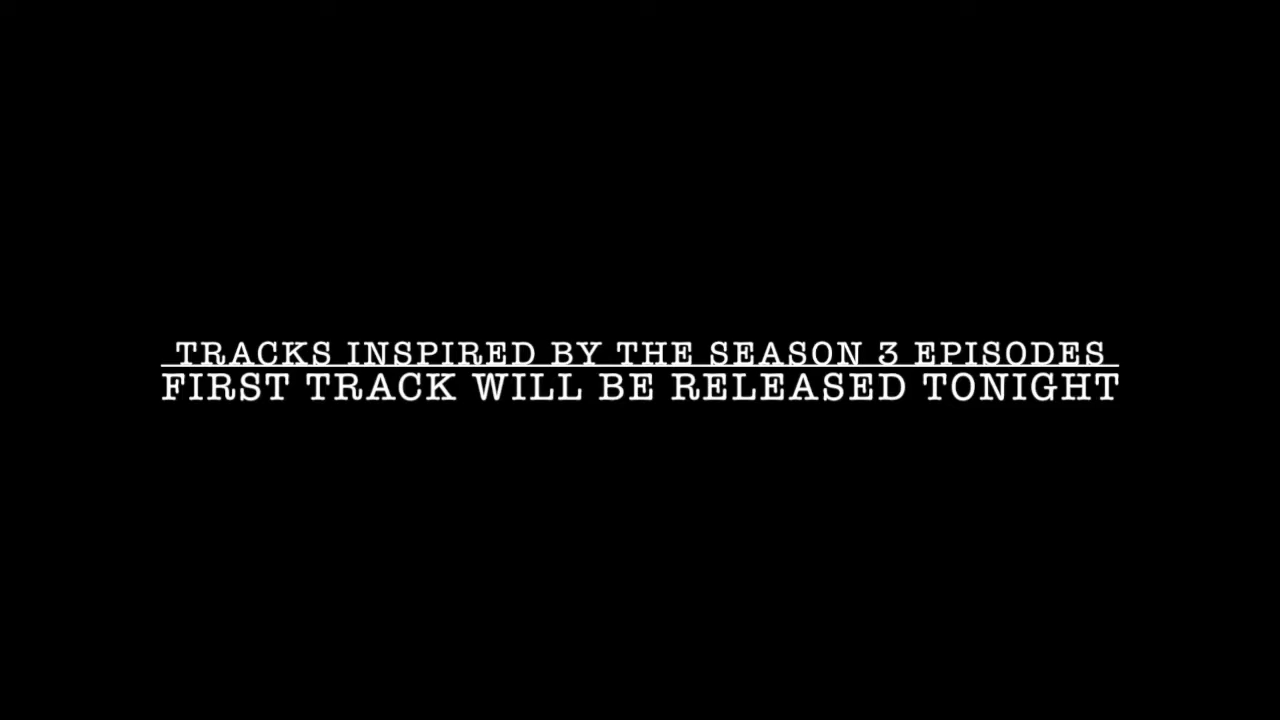 TRACKS INSPIRED BY THE SEASON 3 EPISODES
FIRST TRACK WILL BE RELEASED TONIGHT